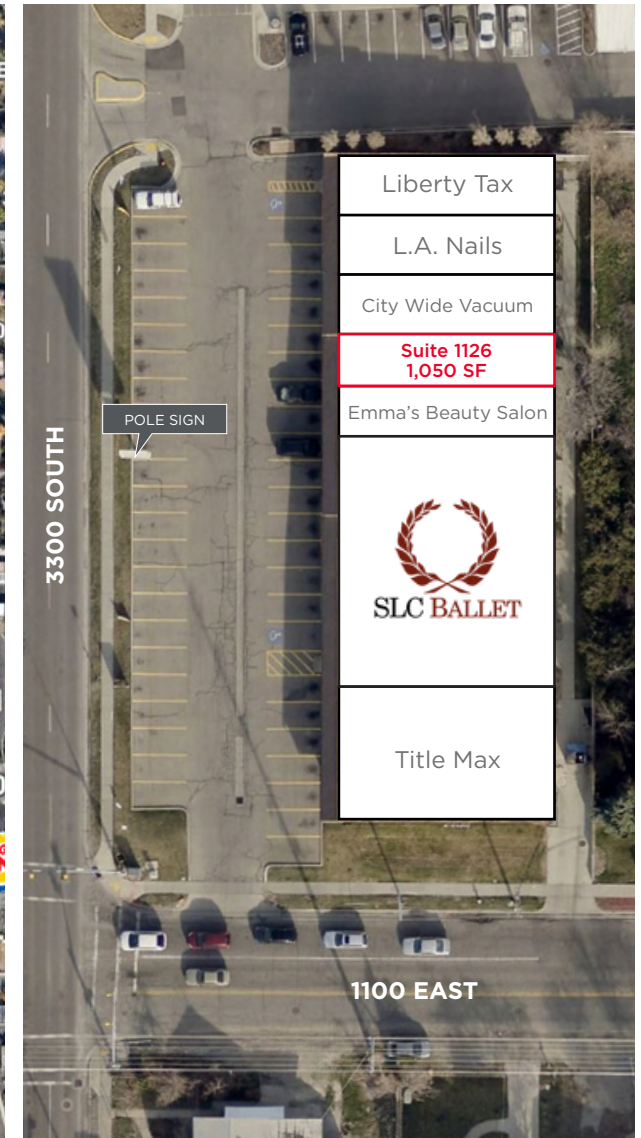 Liberty Tax
L.A. Nails
City Wide Vacuum
Suite 1126
1,050 SF
Emma's Beauty Salon
POLE SIGN
3300 SOUTH
SLC BALLET
Title Max
1100 EAST